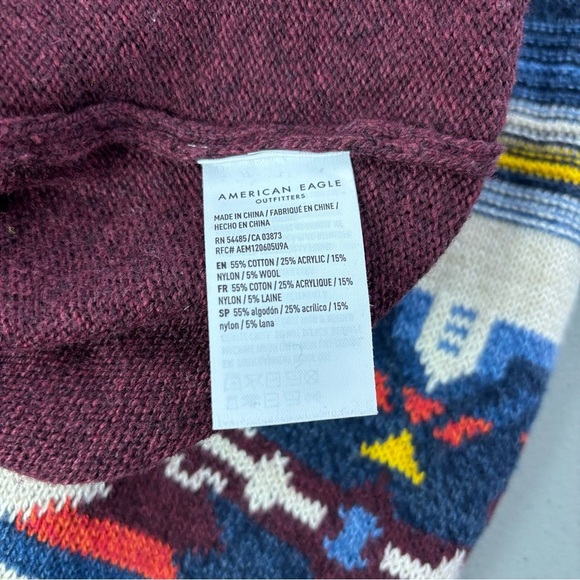 AMERICAN EAGLE
OUTFITTERS
MADE IN CHINA / FABRIQUÉ EN CHINE /
HECHO EN CHINA
RN 54485 / CA 03873
RFC# AEM120605U9A
EN 55% COTTON / 25% ACRYLIC / 15%
NYLON / 5% WOOL
FR 55% COTON / 25% ACRYLIQUE / 15%
NYLON / 5% LAINE
SP 55% algodón / 25% acrílico / 15%
nylon / 5% lana